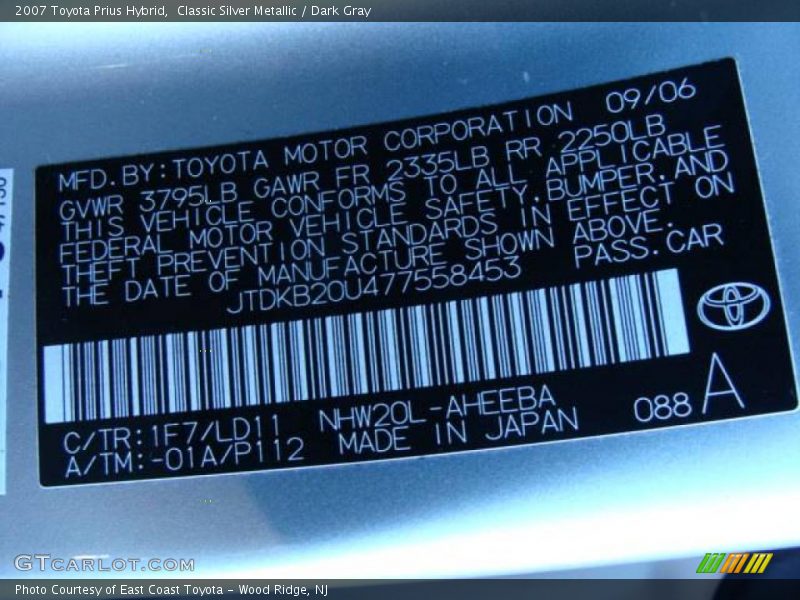 2007 Toyota Prius Hybrid, Classic Silver Metallic / Dark Gray
MFD.BY:TOYOTA MOTOR CORPORATION 09/06
GVWR 3795LB GAWR FR 2335LB RR 2250LB
THIS VEHICLE CONFORMS TO ALL APPLICABLE
FEDERAL MOTOR VEHICLE SAFETY,BUMPER,AND
THEFT PREVENTION STANDARDS IN EFFECT ON
THE DATE OF MANUFACTURE SHOWN ABOVE.
JTDKB20U477558453 PASS.CAR
C/TR:1F7/LD11 NHW20L-AHEEBA
A/TM:-01A/P112 MADE IN JAPAN 088 A
GTCARLOT.COM
Photo Courtesy of East Coast Toyota - Wood Ridge, NJ